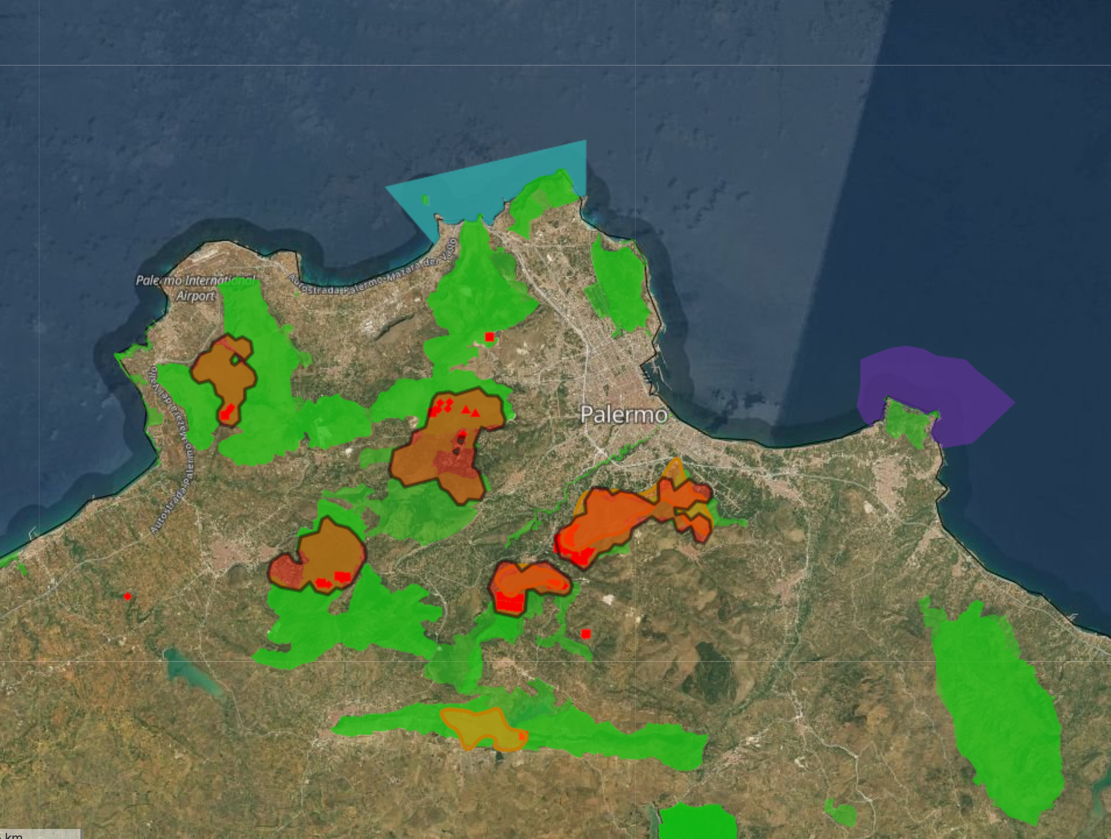 Autostrada Palermo-Mazara del Vallo
Palermo International
Airport
Palermo
km